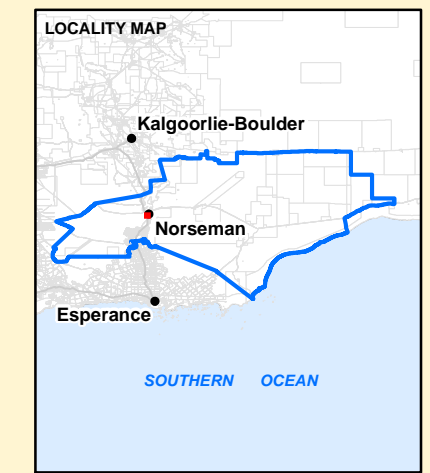 LOCALITY MAP
Kalgoorlie-Boulder
Norseman
Esperance
SOUTHERN OCEAN